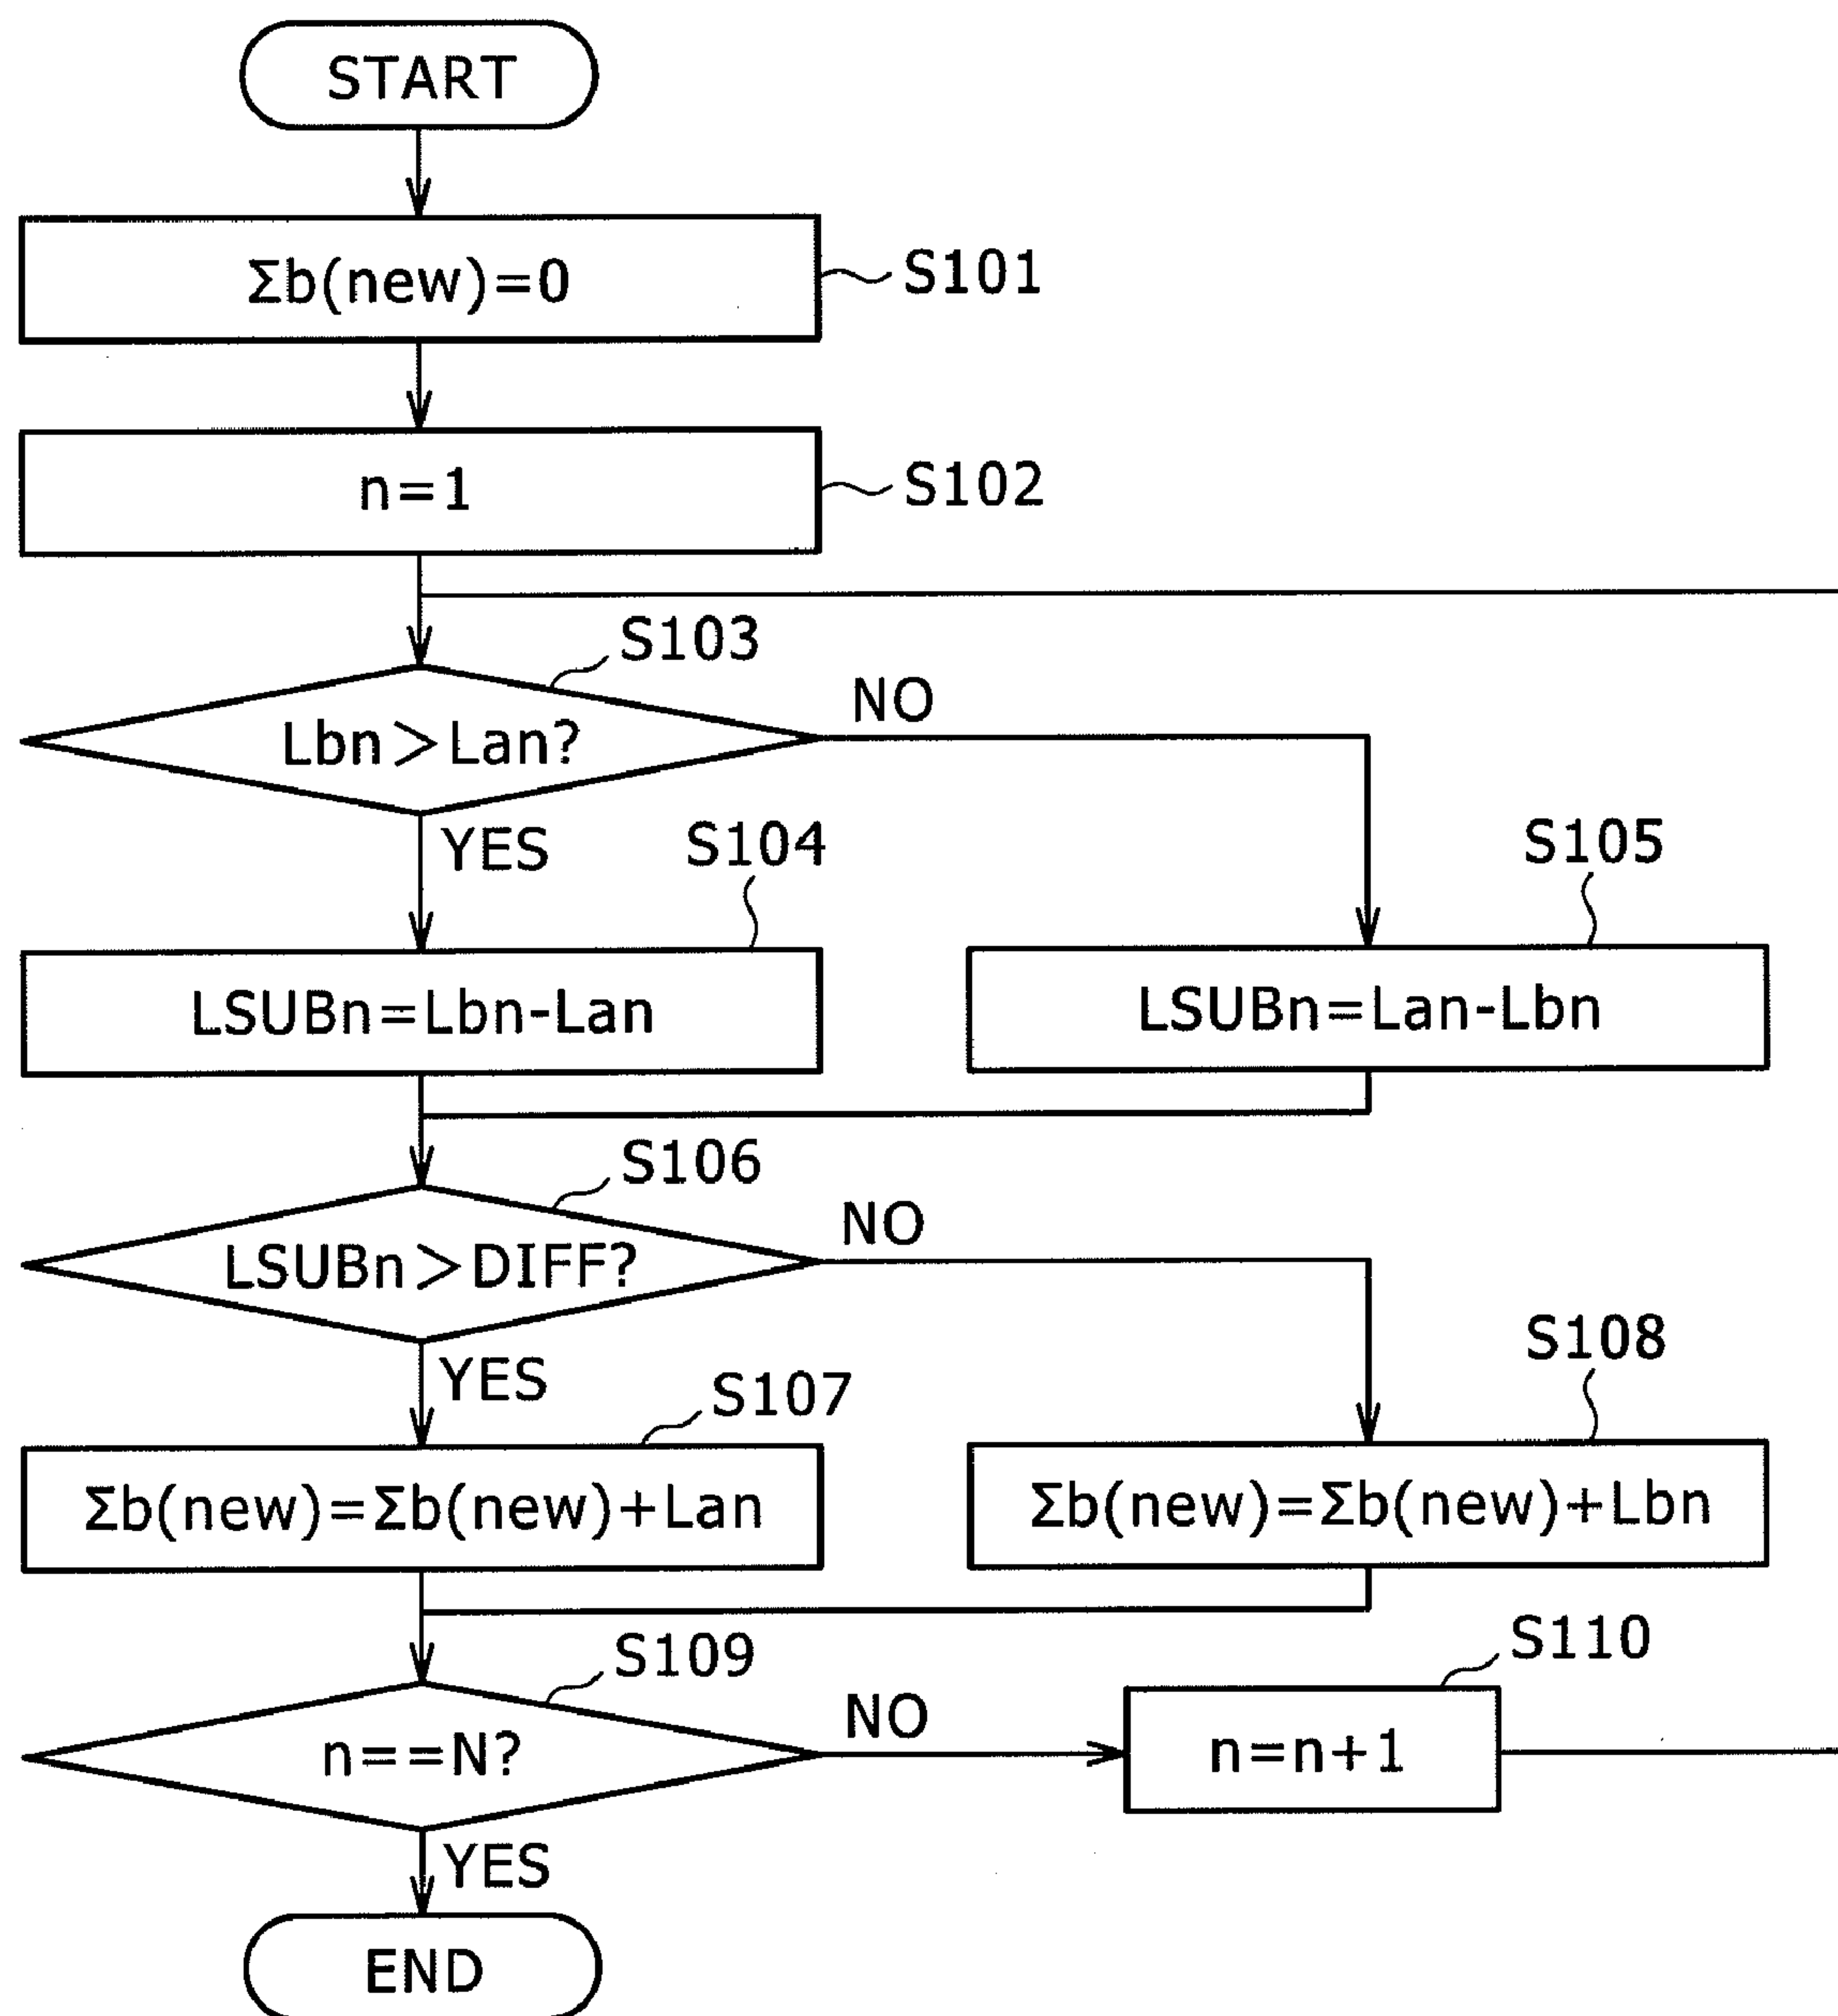 START
Σb(new)=0
S101
n=1
S102
S103
Lbn>Lan?
NO
YES
S104
S105
LSUBn=Lbn-Lan
LSUBn=Lan-Lbn
S106
LSUBn>DIFF?
NO
YES
S107
S108
Σb(new)=Σb(new)+Lan
Σb(new)=Σb(new)+Lbn
S109
S110
n==N?
NO
n=n+1
YES
END